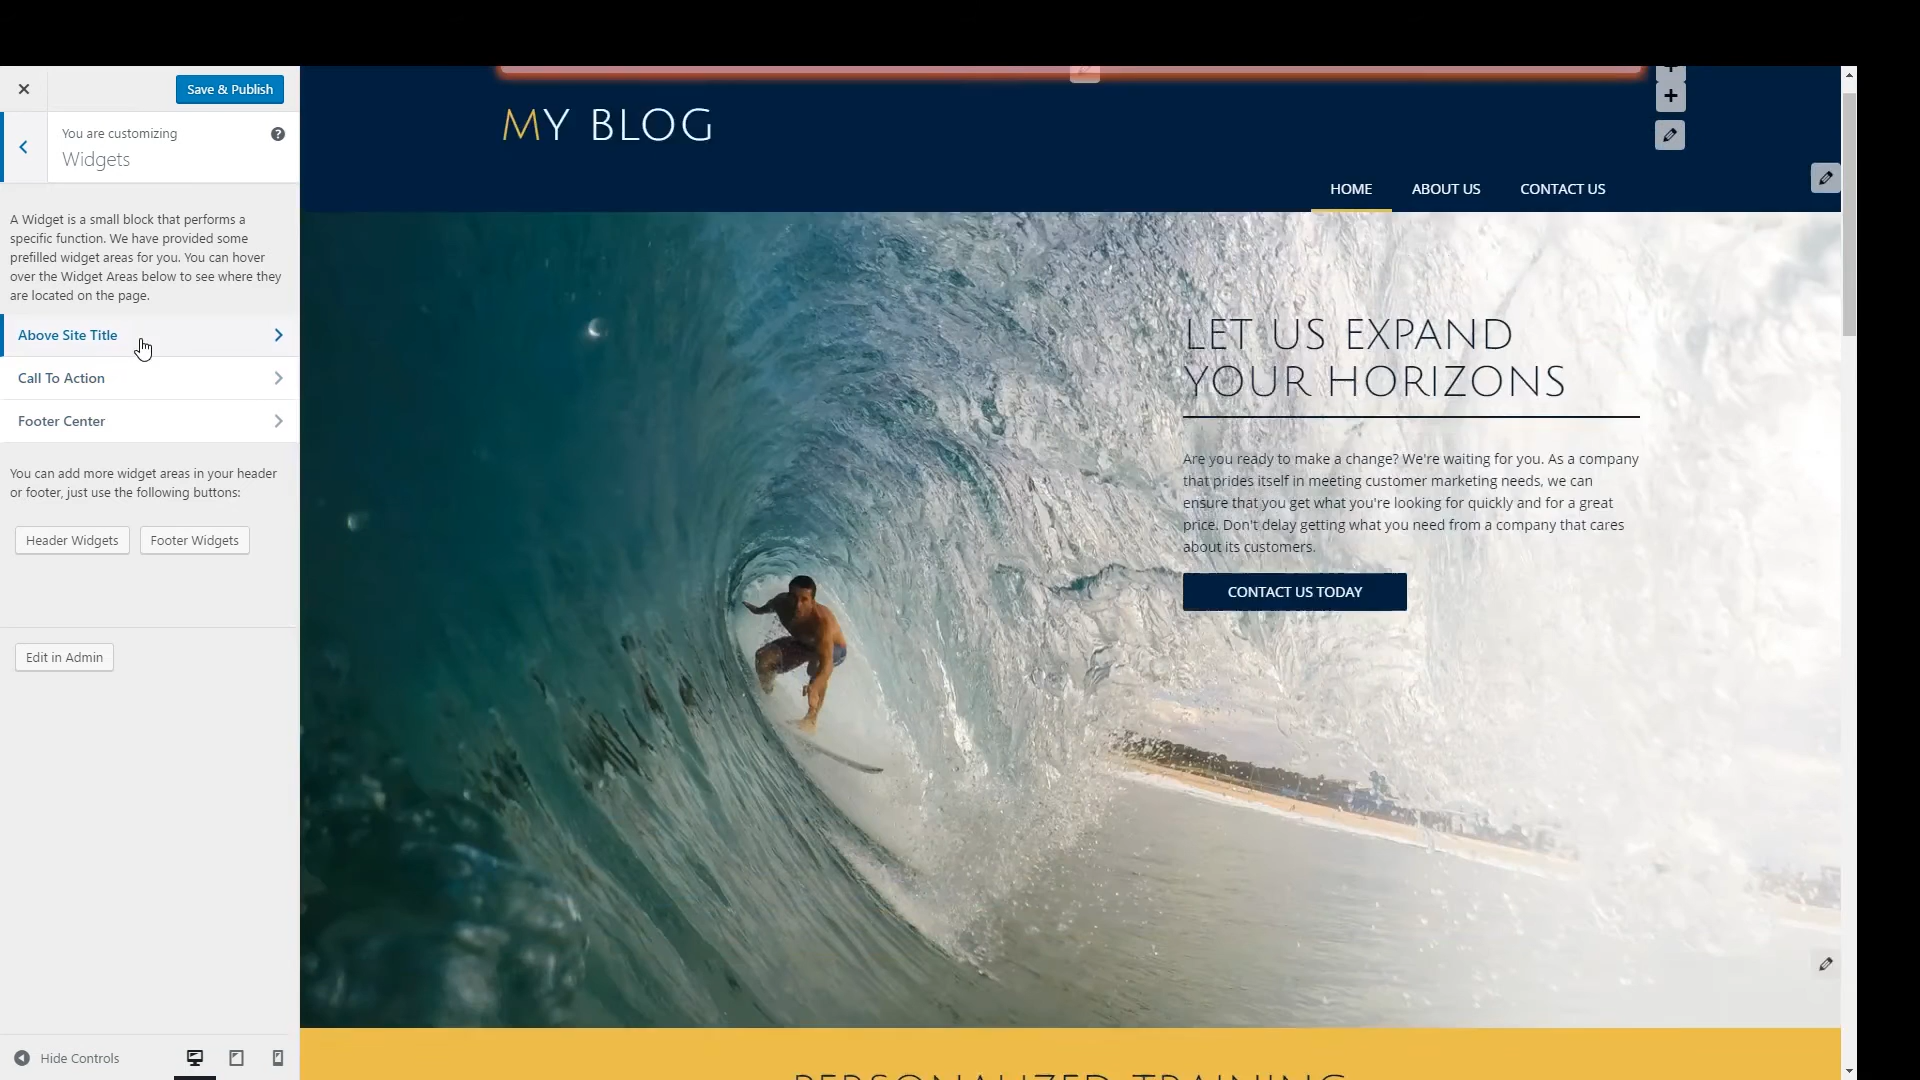 Save & Publish
You are customizing
Widgets
A Widget is a small block that performs a
specific function. We have provided some
prefilled widget areas for you. You can hover
over the Widget Areas below to see where they
are located on the page.
Above Site Title
Call To Action
Footer Center
You can add more widget areas in your header
or footer, just use the following buttons:
Header Widgets
Footer Widgets
Edit in Admin
Hide Controls
MY BLOG
HOME
ABOUT US
CONTACT US
LET US EXPAND
YOUR HORIZONS
Are you ready to make a change? We're waiting for you. As a company
that prides itself in meeting customer marketing needs, we can
ensure that you get what you're looking for quickly and for a great
price. Don't delay getting what you need from a company that cares
about its customers.
CONTACT US TODAY
PERSONALIZED TRAINING